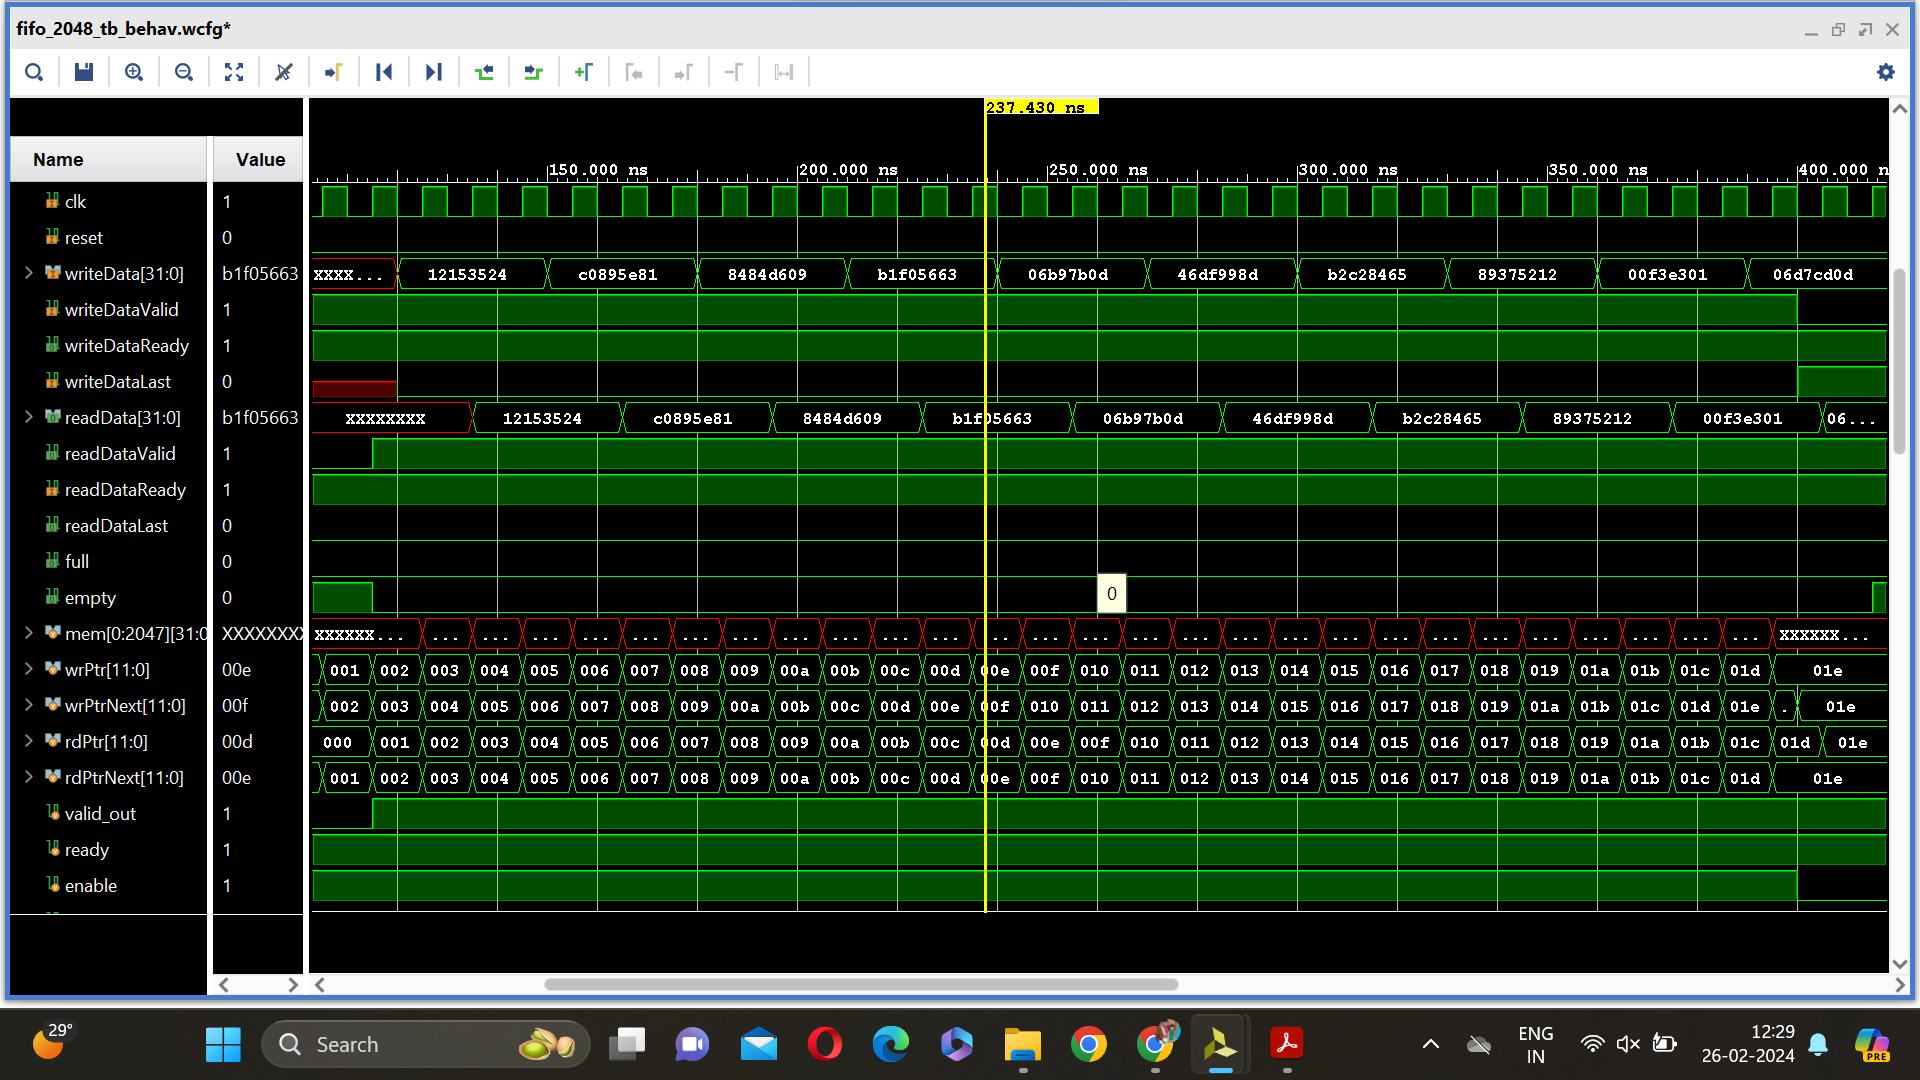 fifo_2048_tb_behav.wcfg*
237.430 ns
Name Value
150.000 ns 200.000 ns 250.000 ns 300.000 ns 350.000 ns 400.000 n
clk 1
reset 0
writeData[31:0] b1f05663 XXXX... 12153524 c0895e81 8484d609 b1f05663 06b97b0d 46df998d b2c28465 89375212 00f3e301 06d7cd0d
writeDataValid 1
writeDataReady 1
writeDataLast 0
readData[31:0] b1f05663 XXXXXXXX 12153524 c0895e81 8484d609 b1f05663 06b97b0d 46df998d b2c28465 89375212 00f3e301 06...
readDataValid 1
readDataReady 1
readDataLast 0
full 0
empty 0 0
mem[0:2047][31:0 XXXXXXXX XXXXXX... ... ... ... ... ... ... ... ... ... ... ... ... ... ... ... ... ... ... ... ... ... ... ... ... ... ... ... XXXXXX...
wrPtr[11:0] 00e 001 002 003 004 005 006 007 008 009 00a 00b 00c 00d 00e 00f 010 011 012 013 014 015 016 017 018 019 01a 01b 01c 01d 01e
wrPtrNext[11:0] 00f 002 003 004 005 006 007 008 009 00a 00b 00c 00d 00e 00f 010 011 012 013 014 015 016 017 018 019 01a 01b 01c 01d 01e . 01e
rdPtr[11:0] 00d 000 001 002 003 004 005 006 007 008 009 00a 00b 00c 00d 00e 00f 010 011 012 013 014 015 016 017 018 019 01a 01b 01c 01d 01e
rdPtrNext[11:0] 00e 001 002 003 004 005 006 007 008 009 00a 00b 00c 00d 00e 00f 010 011 012 013 014 015 016 017 018 019 01a 01b 01c 01d 01e
valid_out 1
ready 1
enable 1
29°
Search
ENG
IN
12:29
26-02-2024
PRE